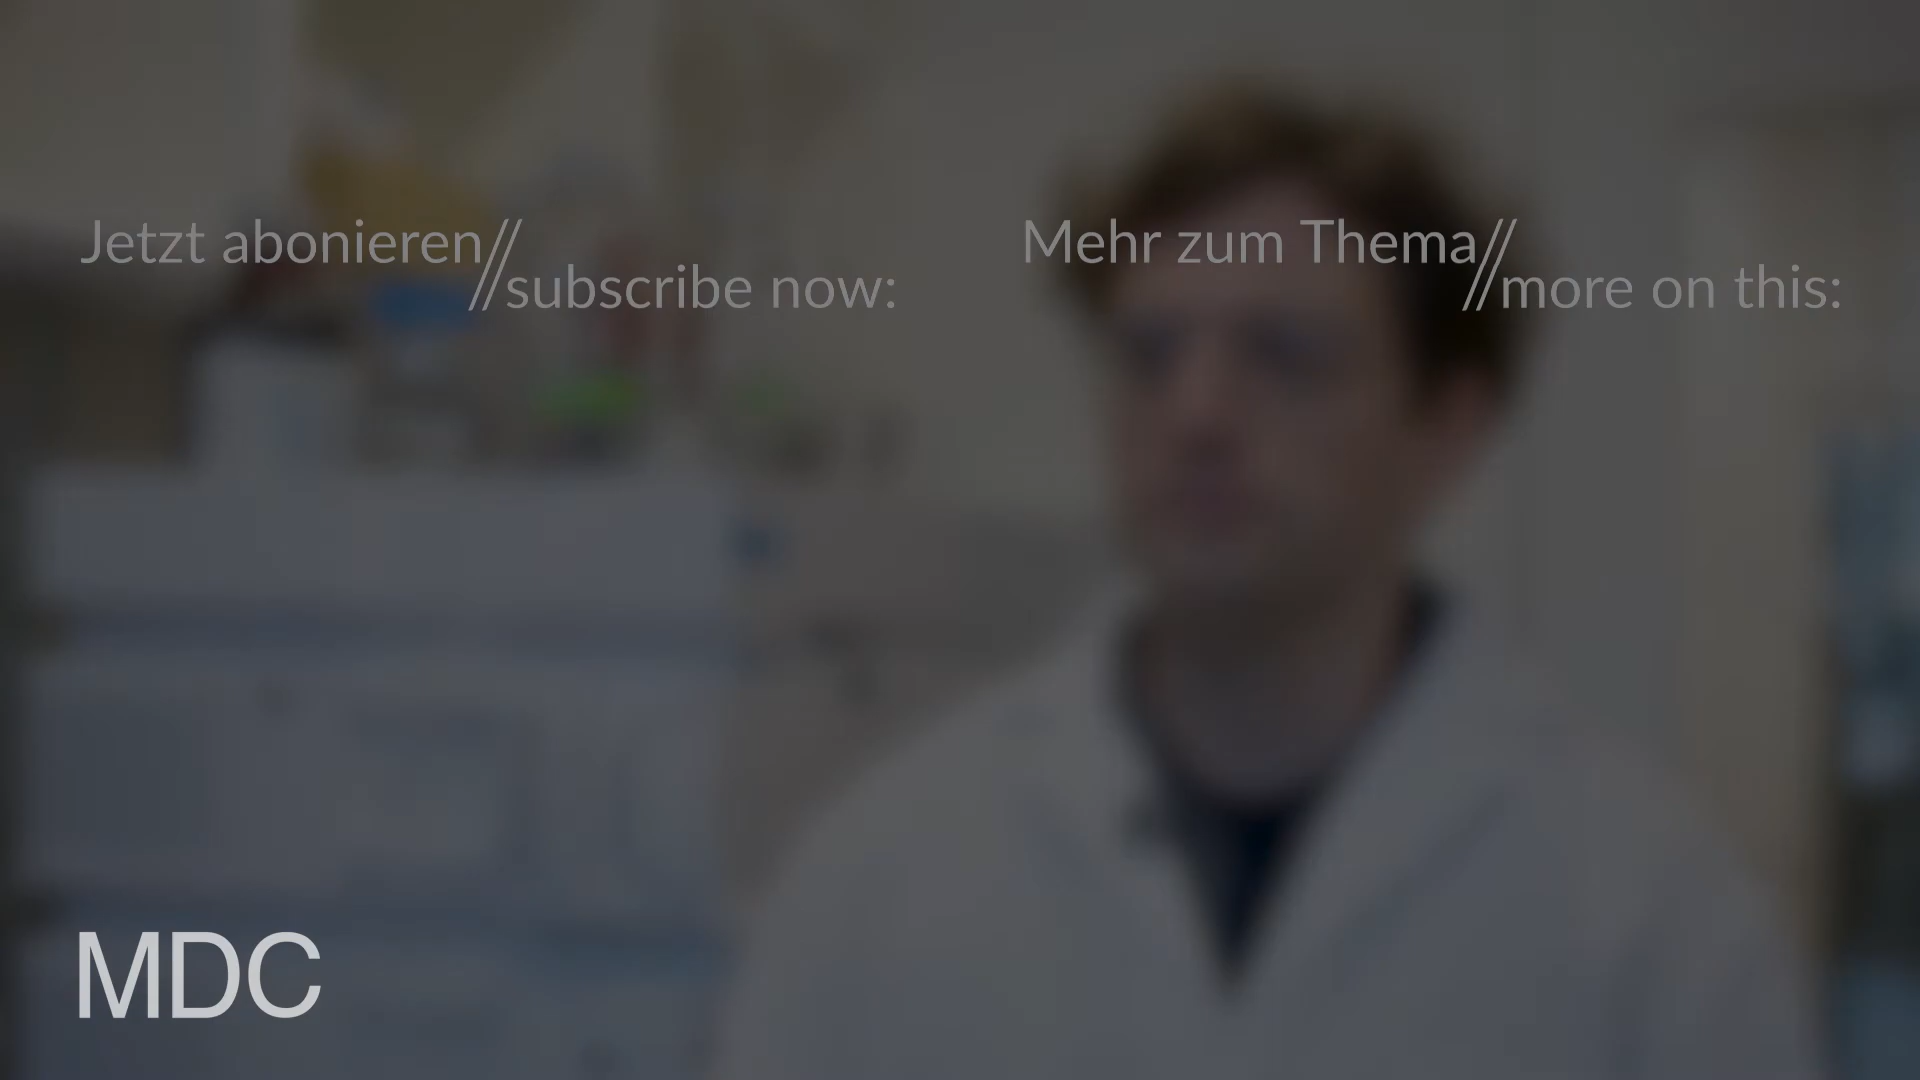 Jetzt abonieren//
subscribe now:
Mehr zum Thema//
more on this:
MDC